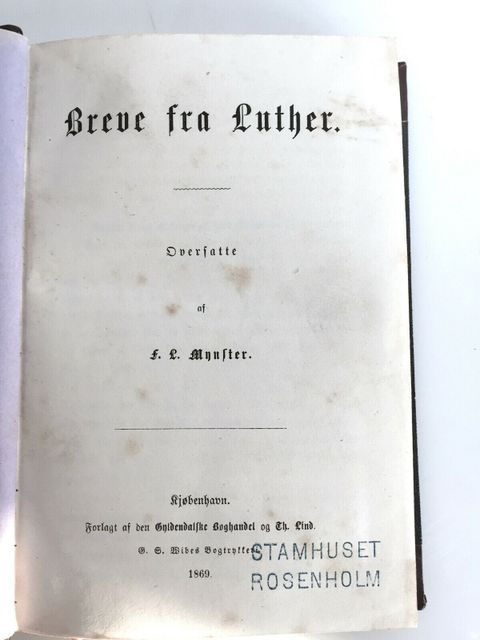 Breve fra Luther.
Oversatte
af
F. L. Mynster.
Kjøbenhavn.
Forlagt af den Gyldendalske Boghandel og Th. Lind.
G. S. Wibes Bogtrykkeri
1869.
STAMHUSET
ROSENHOLM